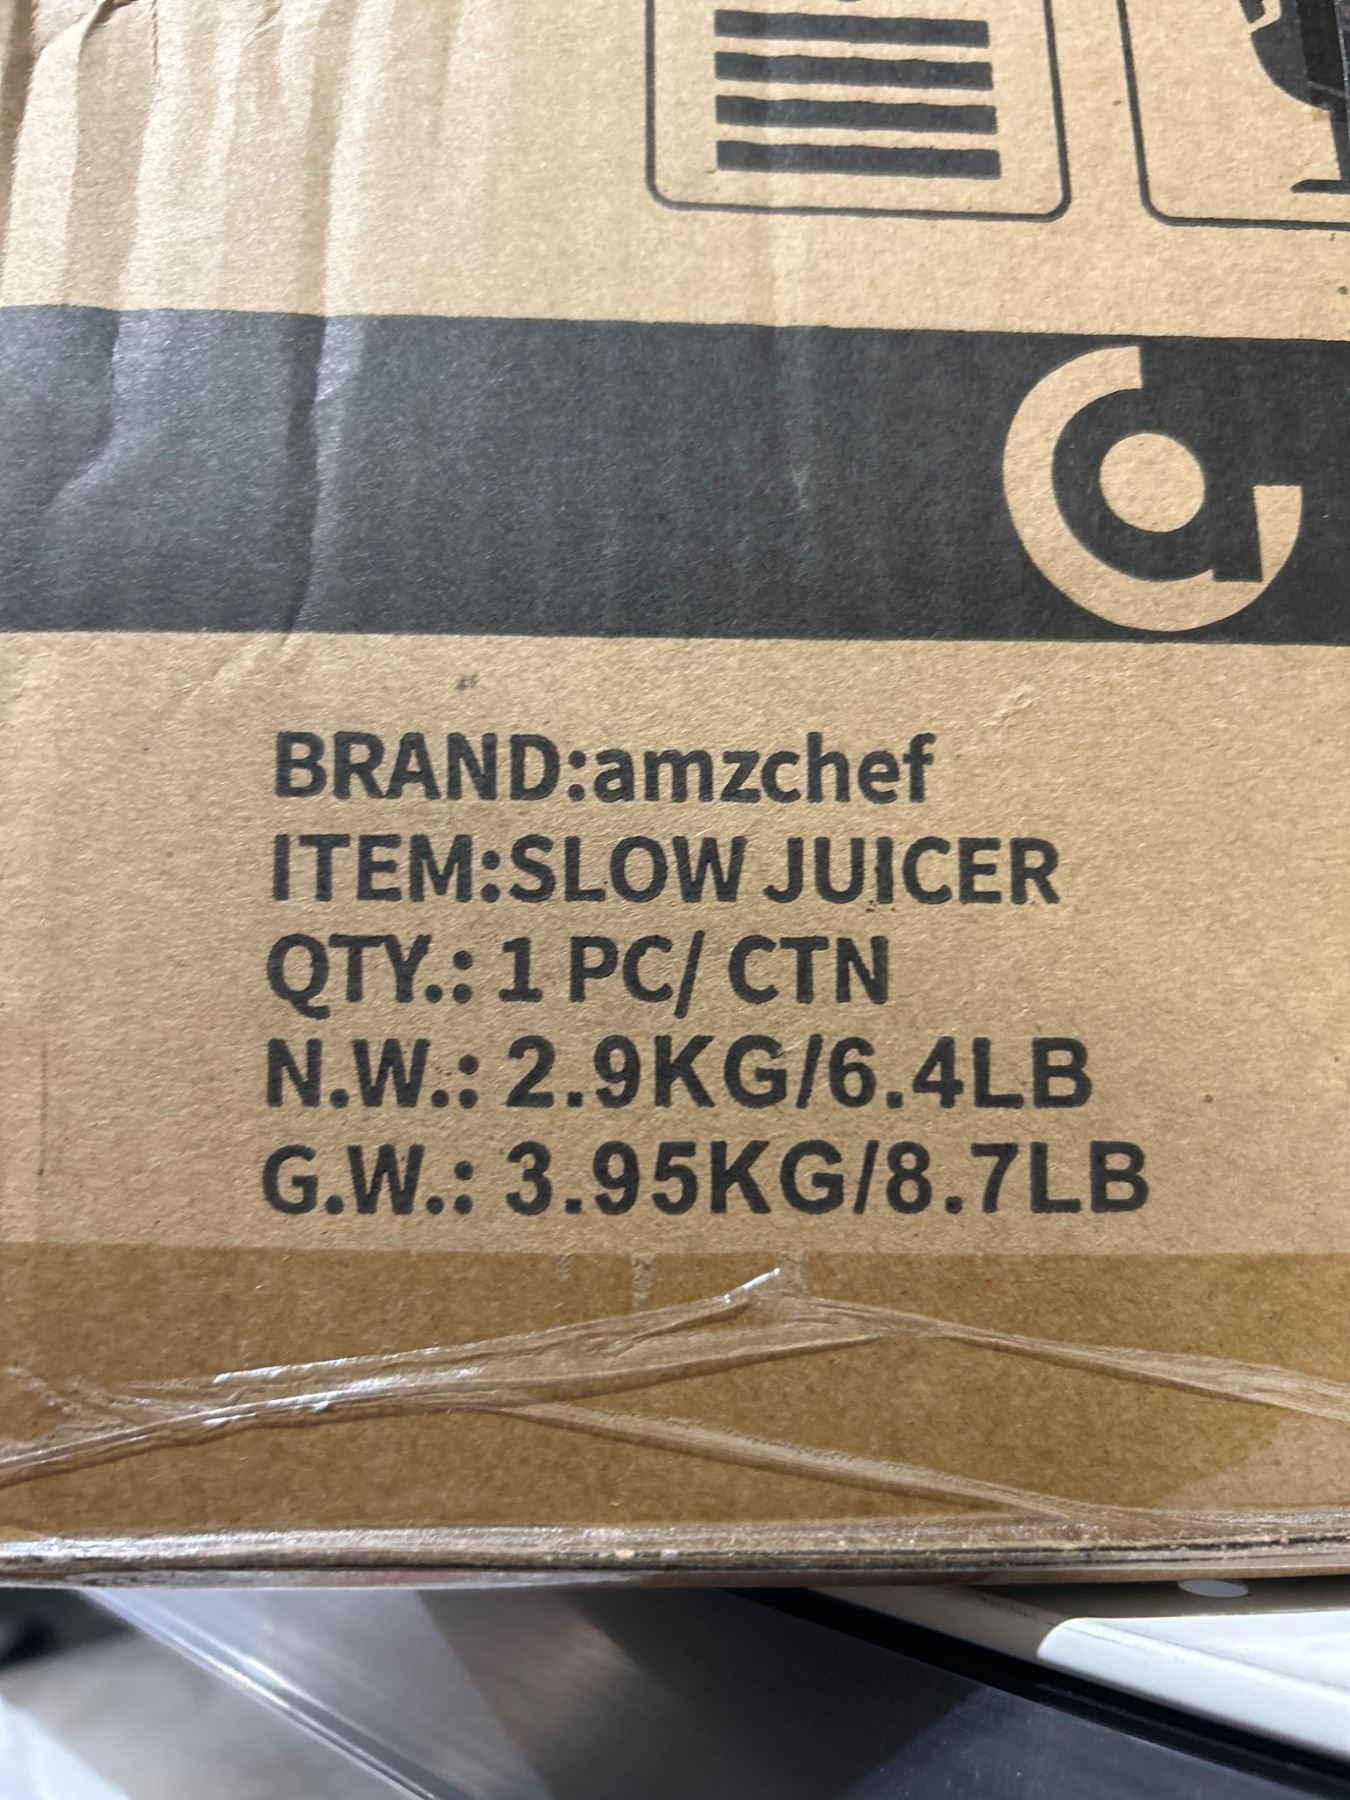 BRAND:amzchef
ITEM:SLOW JUICER
QTY.: 1 PC/ CTN
N.W.: 2.9KG/6.4LB
G.W.: 3.95KG/8.7LB